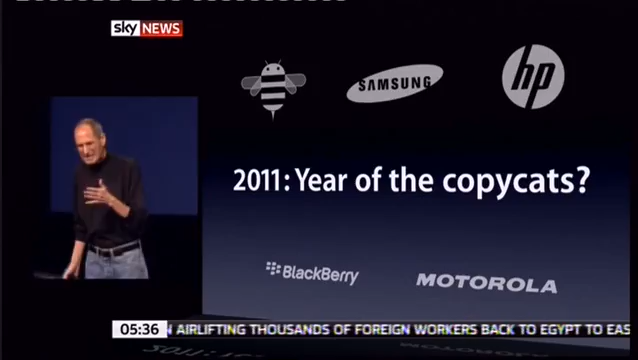 sky NEWS
SAMSUNG
hp
2011: Year of the copycats?
BlackBerry
MOTOROLA
05:36
AIRLIFTING THOUSANDS OF FOREIGN WORKERS BACK TO EGYPT TO